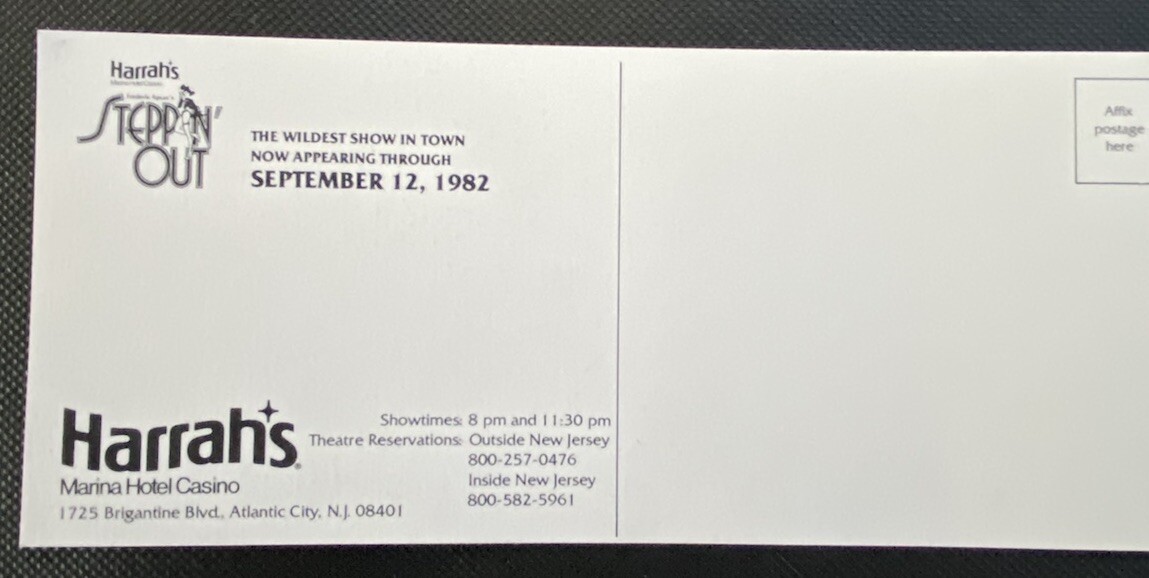 Harrah's
STEPPIN'
OUT
THE WILDEST SHOW IN TOWN
NOW APPEARING THROUGH
SEPTEMBER 12, 1982
Affix
postage
here
Harrah's
Marina Hotel Casino
1725 Brigantine Blvd., Atlantic City, N.J. 08401
Showtimes: 8 pm and 11:30 pm
Theatre Reservations: Outside New Jersey
800-257-0476
Inside New Jersey
800-582-5961